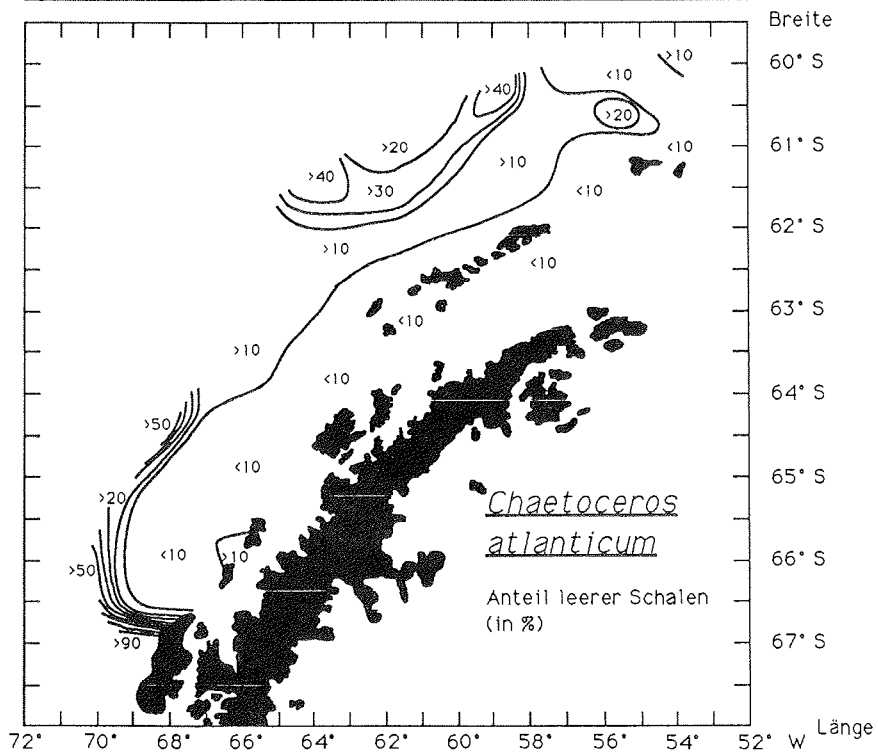 Breite
>10
60° S
<10
>40
>20
61° S
>20
<10
>10
>40
>30
<10
62° S
>10
<10
63° S
<10
>10
<10
64° S
>50
<10
65° S
>20
Chaetoceros
atlanticum
<10
>10
66° S
>50
Anteil leerer Schalen
(in %)
>90
67° S
72° 70° 68° 66° 64° 62° 60° 58° 56° 54° 52° W Länge